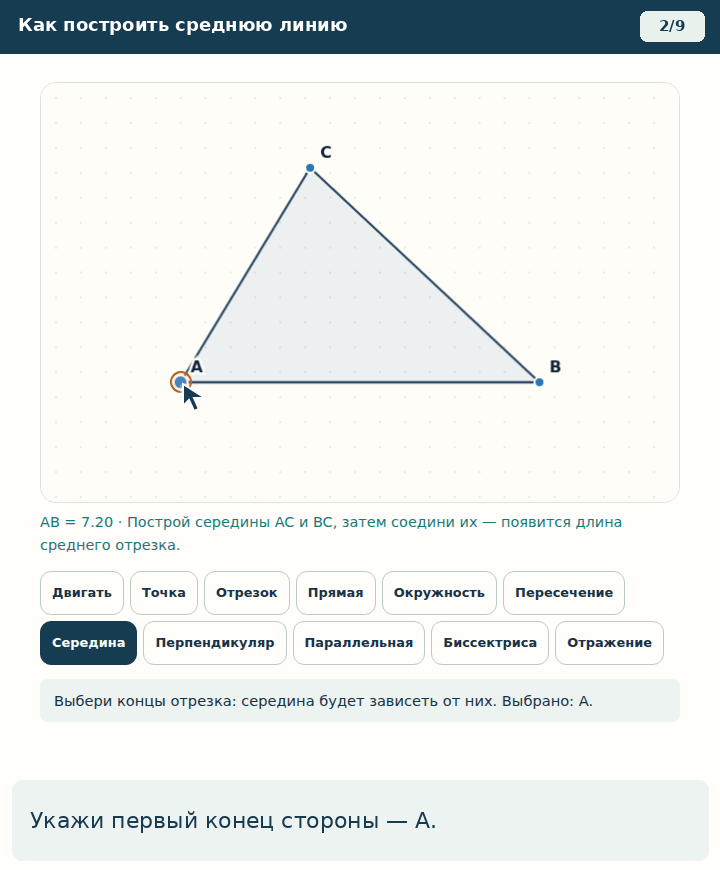 Как построить среднюю линию
2/9
C
A
B
AB = 7.20 · Построй середины AC и BC, затем соедини их — появится длина
среднего отрезка.
Двигать
Точка
Отрезок
Прямая
Окружность
Пересечение
Середина
Перпендикуляр
Параллельная
Биссектриса
Отражение
Выбери концы отрезка: середина будет зависеть от них. Выбрано: A.
Укажи первый конец стороны — A.